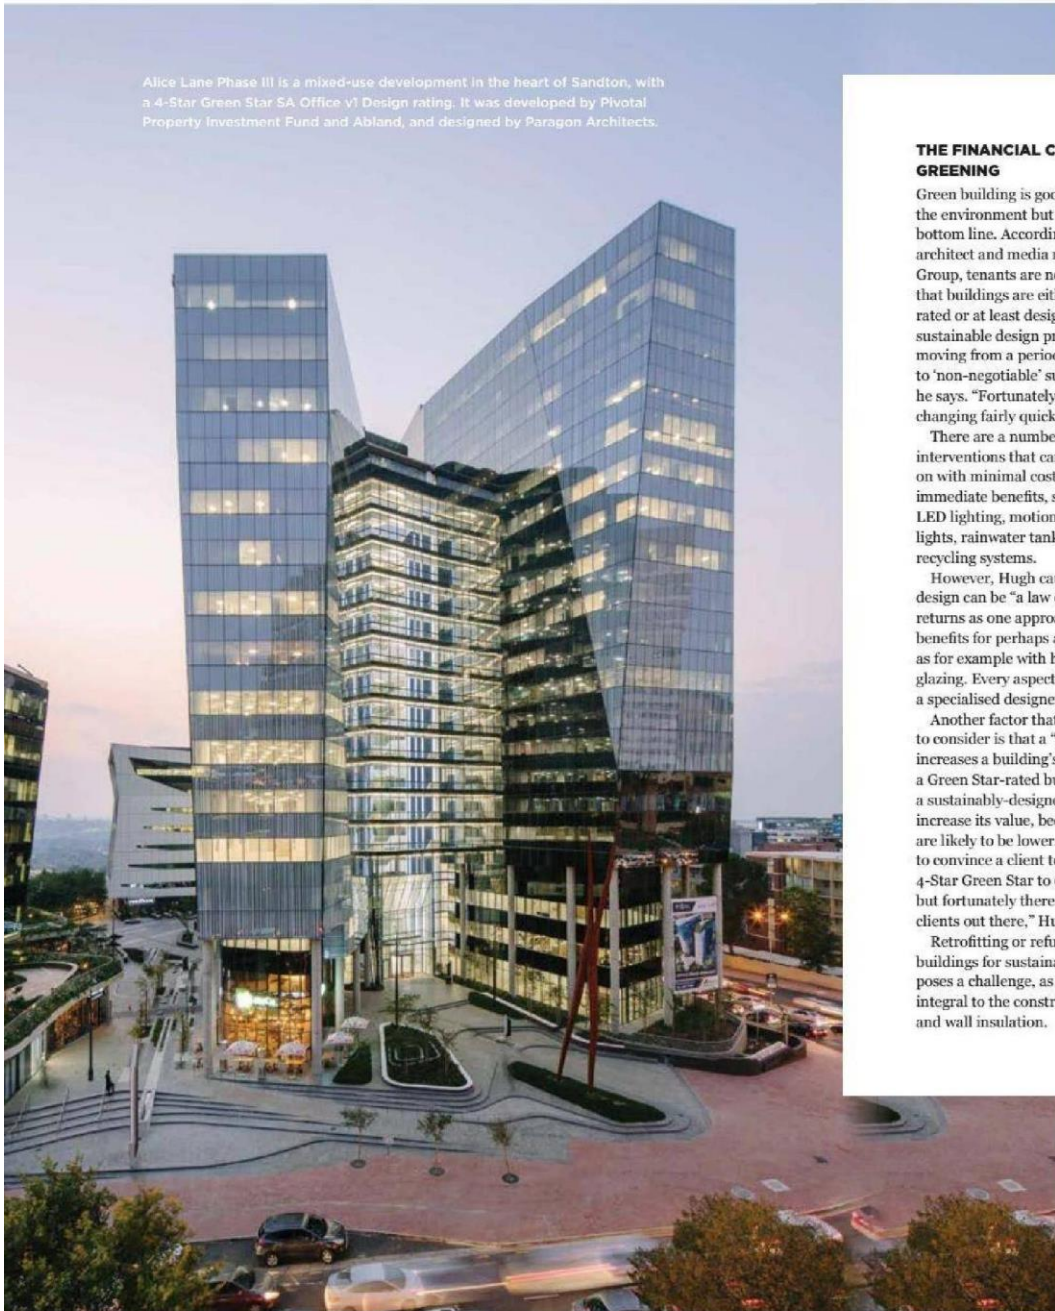 Alice Lane Phase III is a mixed-use development in the heart of Sandton, with
a 4-Star Green Star SA Office v1 Design rating. It was developed by Pivotal
Property Investment Fund and Abland, and designed by Paragon Architects.
THE FINANCIAL C
GREENING
Green building is goo
the environment but
bottom line. Accordin
architect and media r
Group, tenants are no
that buildings are eit
rated or at least desig
sustainable design pr
moving from a period
to ‘non-negotiable’ su
he says. “Fortunately
changing fairly quick
There are a numbe
interventions that ca
on with minimal cost
immediate benefits, s
LED lighting, motion
lights, rainwater tank
recycling systems.
However, Hugh cau
design can be “a law
returns as one approa
benefits for perhaps a
as for example with h
glazing. Every aspect
a specialised designe
Another factor that
to consider is that a “
increases a building’s
a Green Star-rated bu
a sustainably-designe
increase its value, bec
are likely to be lower
to convince a client to
4-Star Green Star to
but fortunately there
clients out there,” Hu
Retrofitting or refu
buildings for sustaina
poses a challenge, as
integral to the constr
and wall insulation.